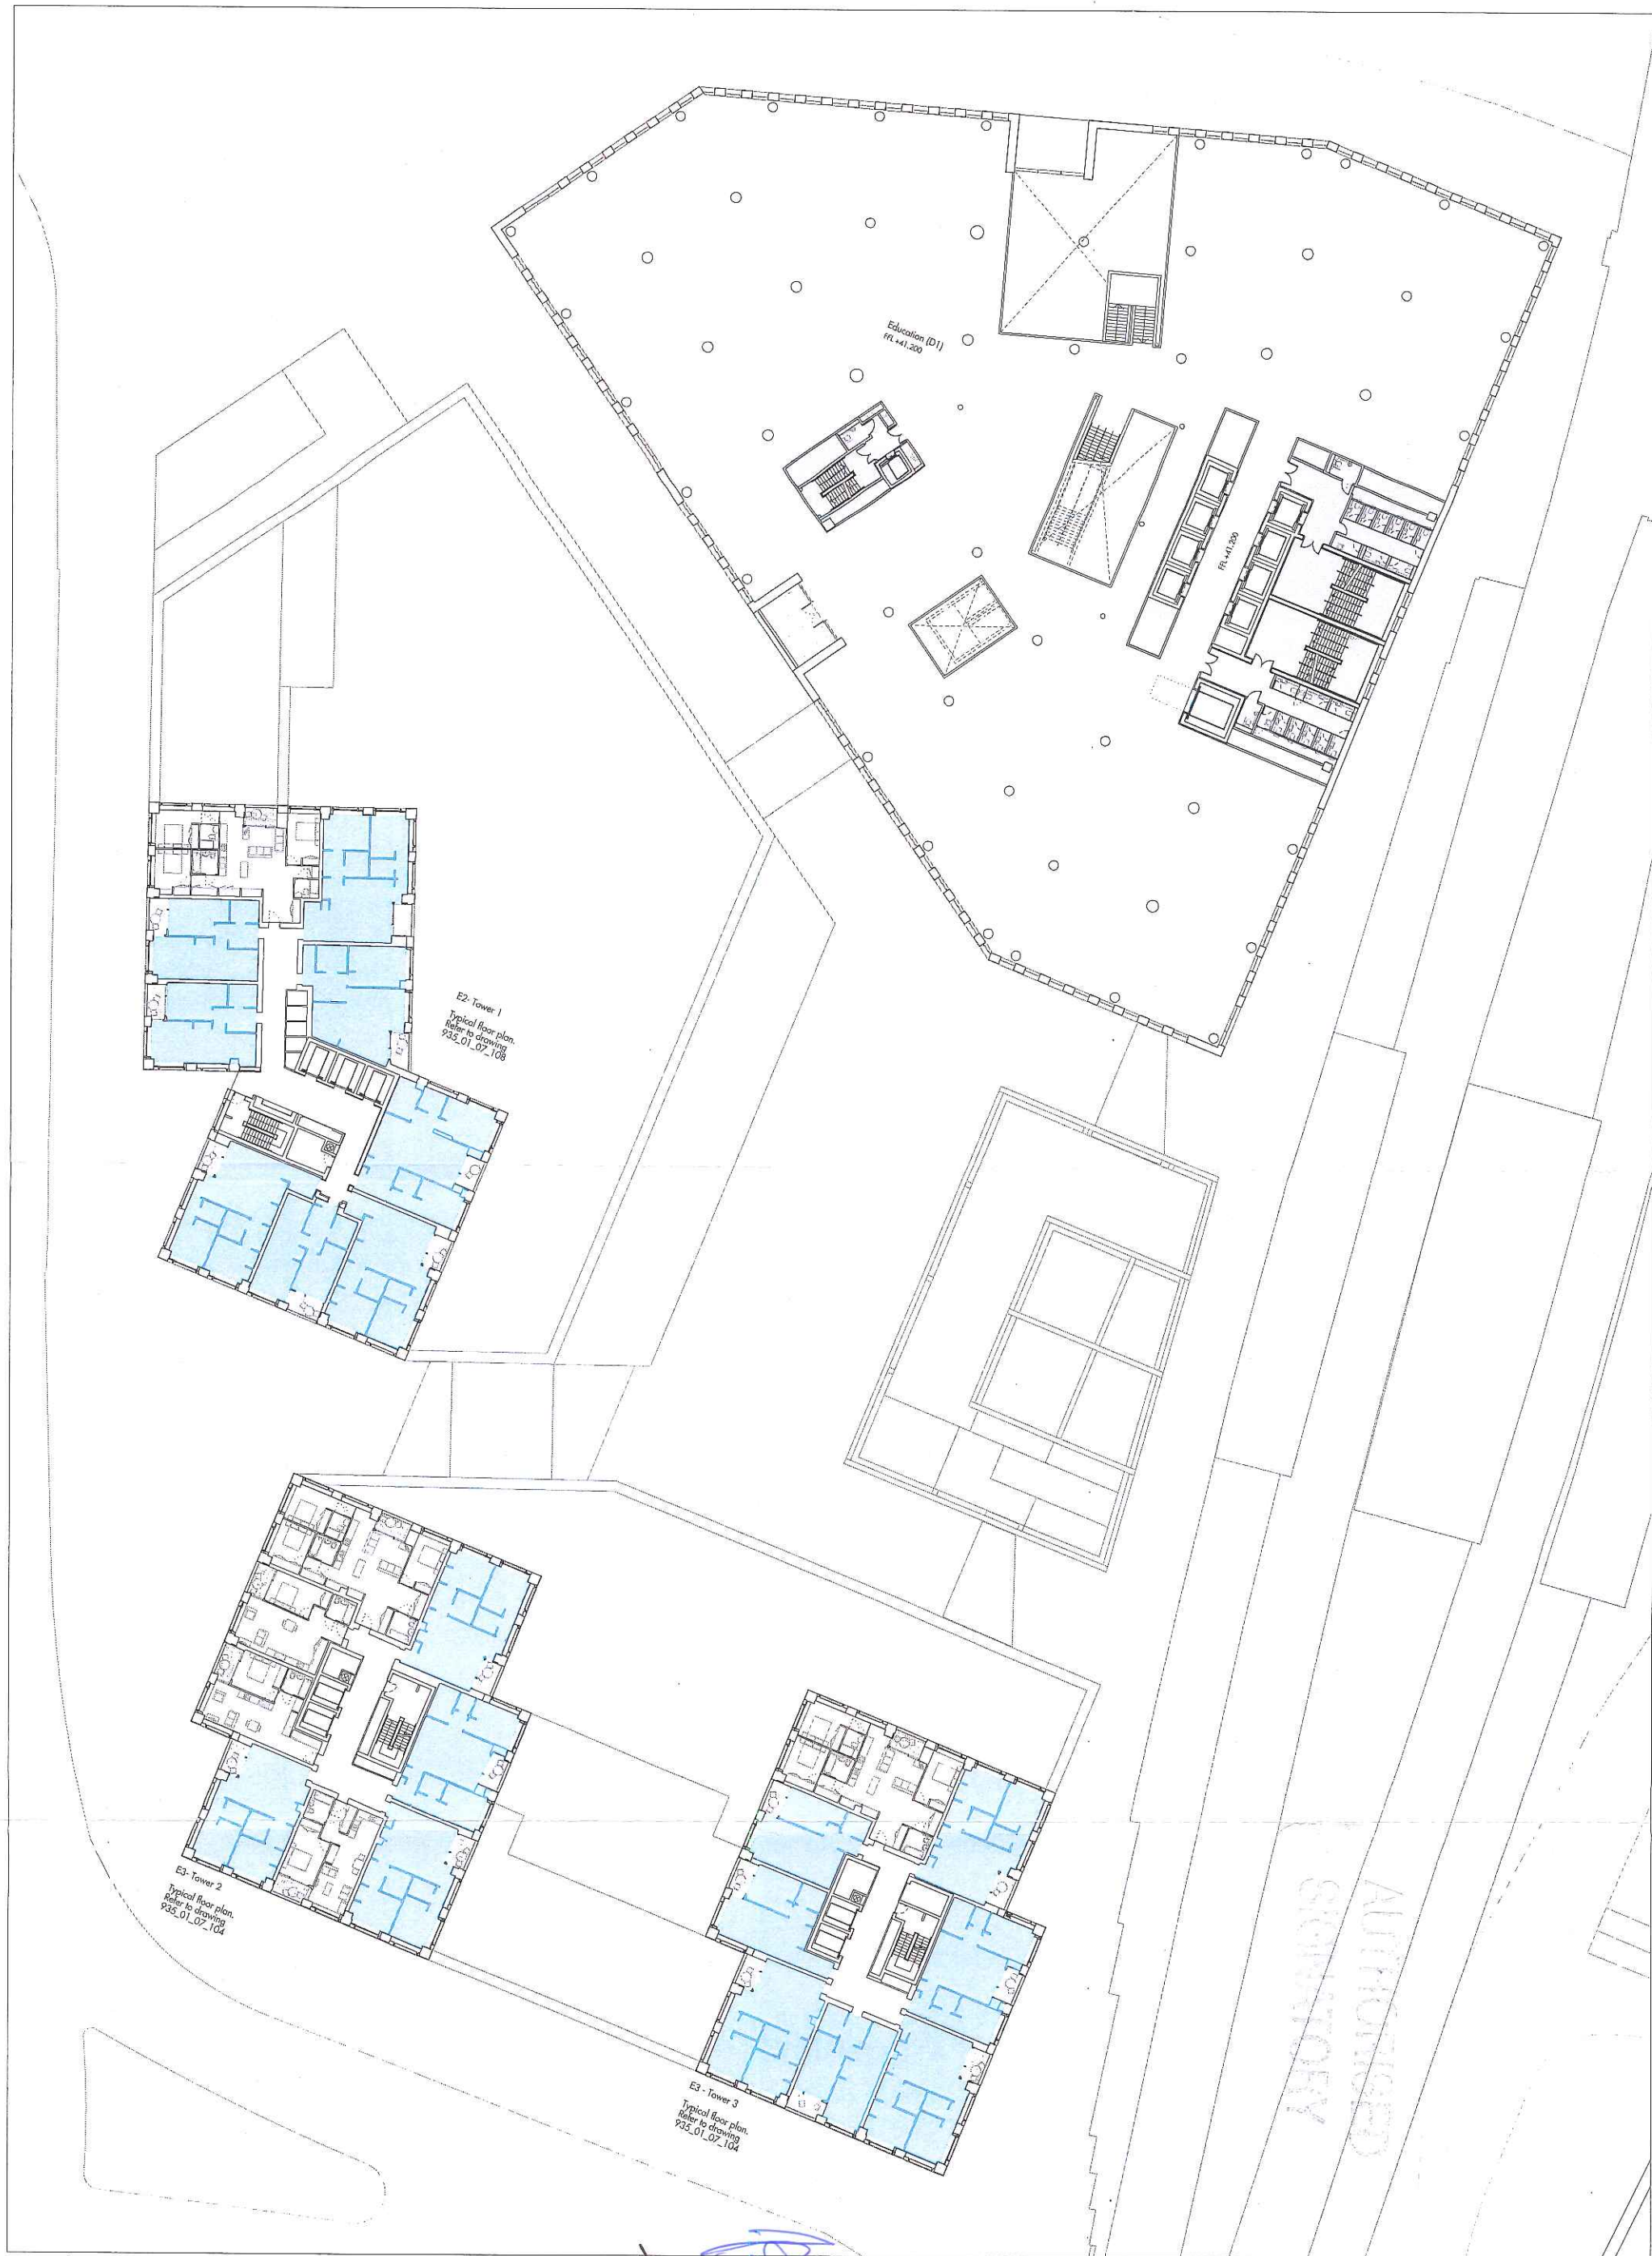 Education (D1)
FFL +41.200
FFL +41.200
E2- Tower 1
Typical floor plan.
Refer to drawing
935_01_07_108
E3- Tower 2
Typical floor plan.
Refer to drawing
935_01_07_104
E3 - Tower 3
Typical floor plan.
Refer to drawing
935_01_07_104
AUTHORISED
SIGNATORY